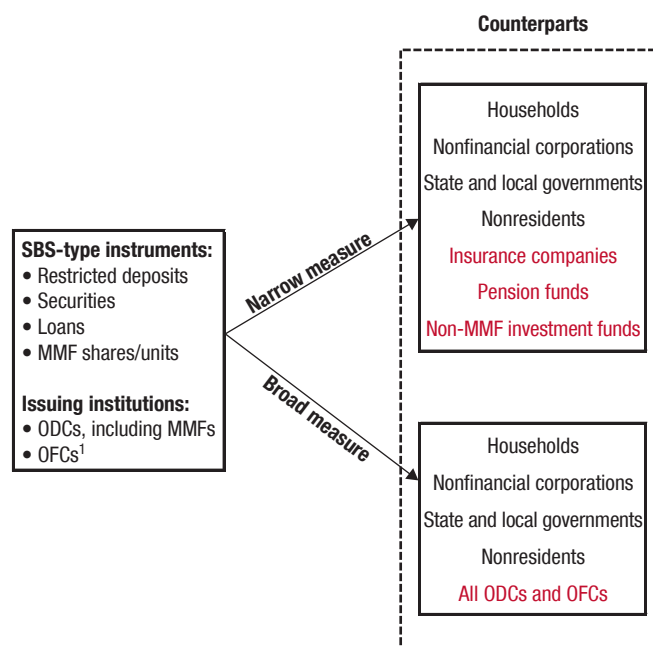 Counterparts
Households
Nonfinancial corporations
State and local governments
Nonresidents
Insurance companies
Pension funds
Non-MMF investment funds
SBS-type instruments:
• Restricted deposits
• Securities
• Loans
• MMF shares/units
Issuing institutions:
• ODCs, including MMFs
• OFCs1
Narrow measure
Broad measure
Households
Nonfinancial corporations
State and local governments
Nonresidents
All ODCs and OFCs